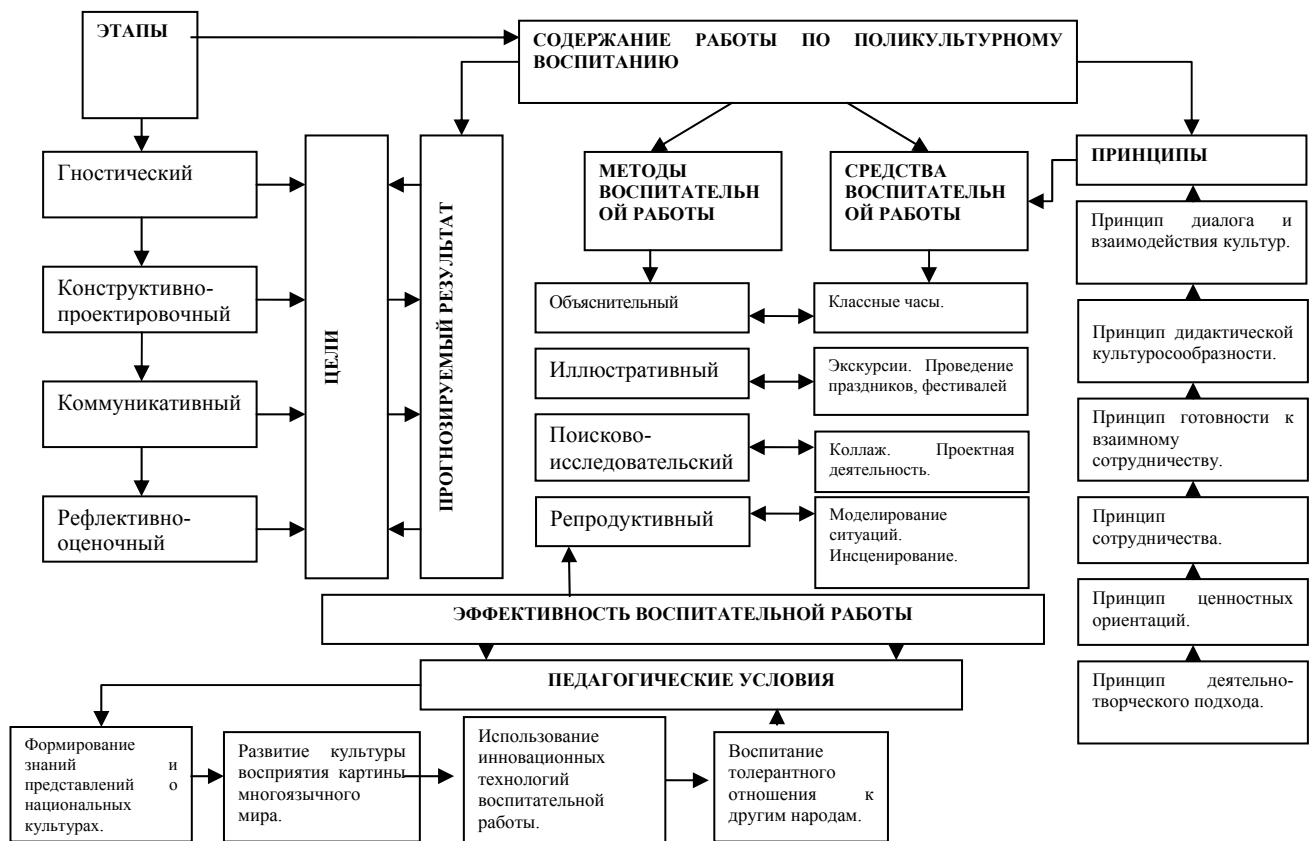 ЭТАПЫ
СОДЕРЖАНИЕ РАБОТЫ ПО ПОЛИКУЛЬТУРНОМУ
ВОСПИТАНИЮ
Гностический
Конструктивно-
проектировочный
Коммуникативный
Рефлективно-
оценочный
ЦЕЛИ
ПРОГНОЗИРУЕМЫЙ РЕЗУЛЬТАТ
МЕТОДЫ
ВОСПИТАТЕЛЬН
ОЙ РАБОТЫ
СРЕДСТВА
ВОСПИТАТЕЛЬН
ОЙ РАБОТЫ
ПРИНЦИПЫ
Объяснительный
Классные часы.
Иллюстративный
Экскурсии. Проведение
праздников, фестивалей
Поисково-
исследовательский
Коллаж. Проектная
деятельность.
Репродуктивный
Моделирование
ситуаций.
Инсценирование.
Принцип диалога и
взаимодействия культур.
Принцип дидактической
культуросообразности.
Принцип готовности к
взаимному
сотрудничеству.
Принцип
сотрудничества.
Принцип ценностных
ориентаций.
Принцип деятельно-
творческого подхода.
ЭФФЕКТИВНОСТЬ ВОСПИТАТЕЛЬНОЙ РАБОТЫ
ПЕДАГОГИЧЕСКИЕ УСЛОВИЯ
Формирование
знаний и
представлений о
национальных
культурах.
Развитие культуры
восприятия картины
многоязычного
мира.
Использование
инновационных
технологий
воспитательной
работы.
Воспитание
толерантного
отношения к
другим народам.